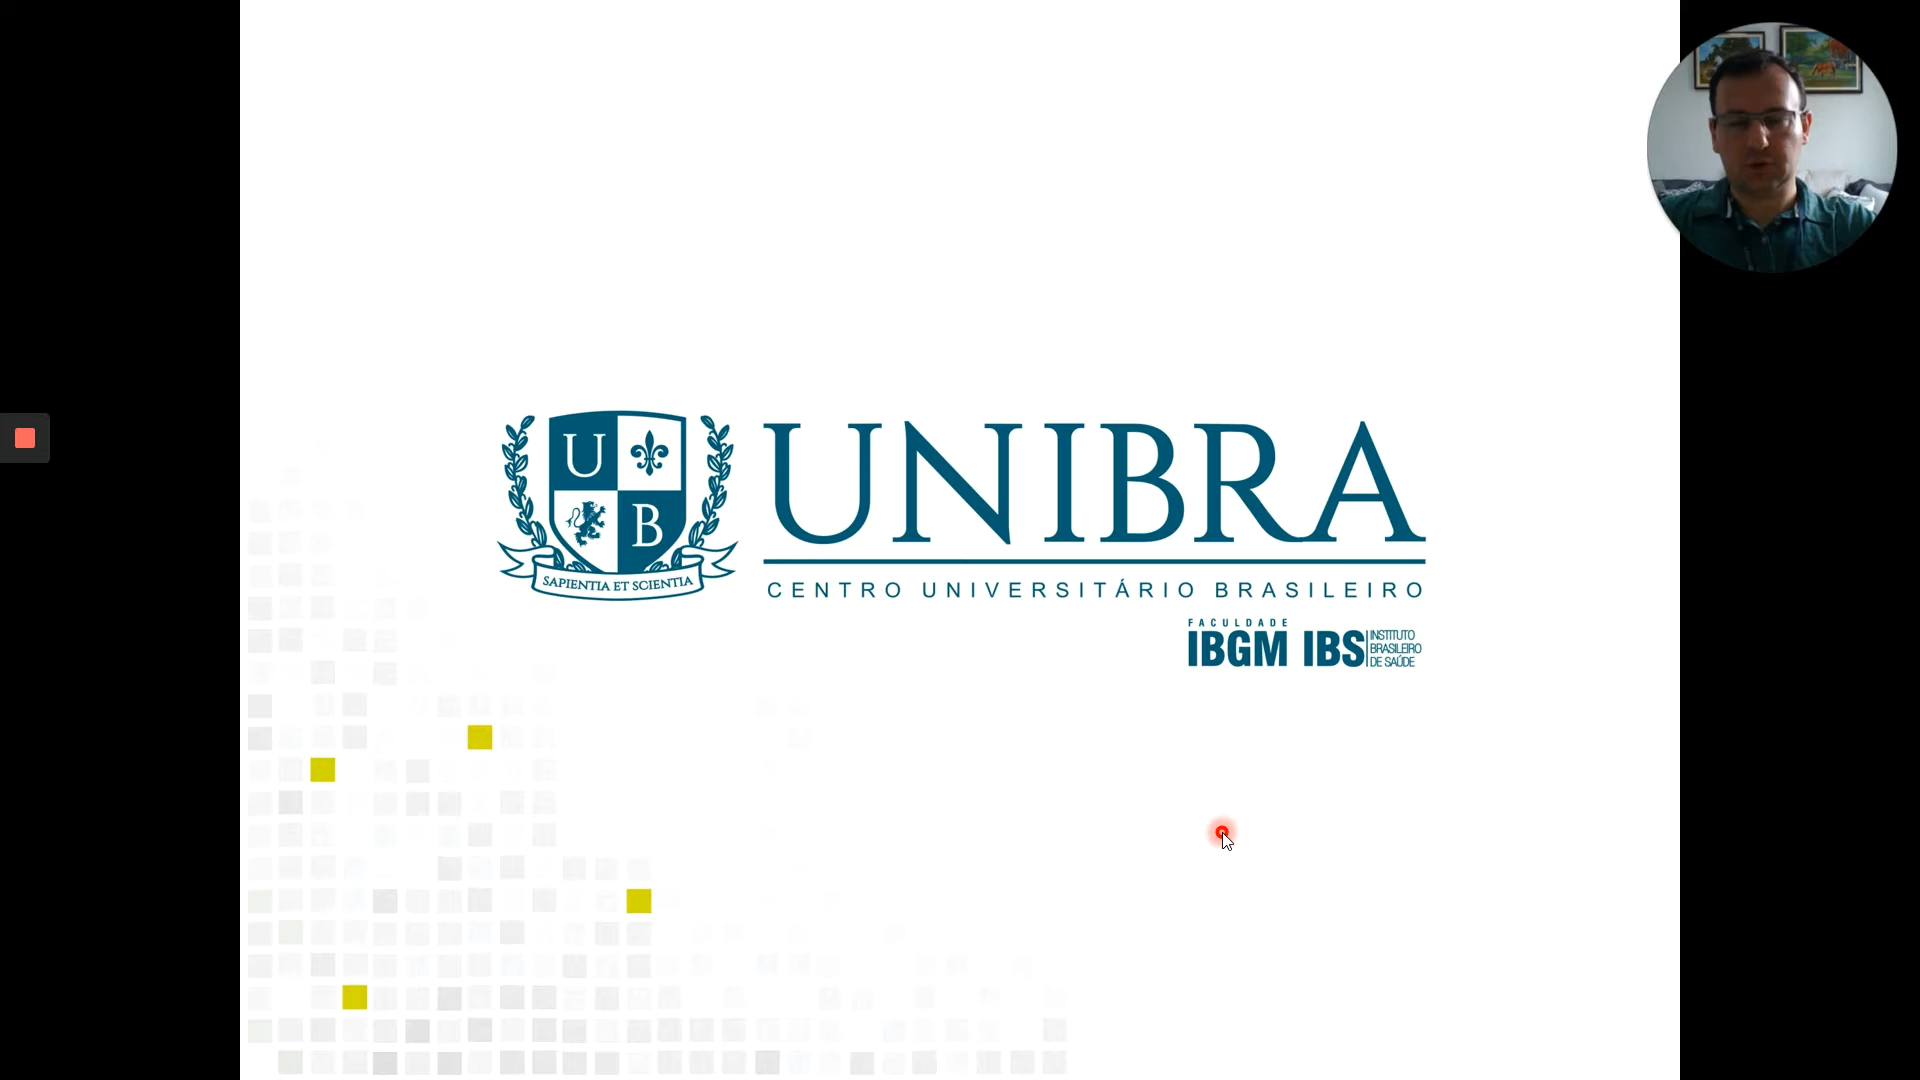 U
B
SAPIENTIA ET SCIENTIA
UNIBRA
CENTRO UNIVERSITÁRIO BRASILEIRO
FACULDADE
IBGM IBS
INSTITUTO
BRASILEIRO
DE SAÚDE